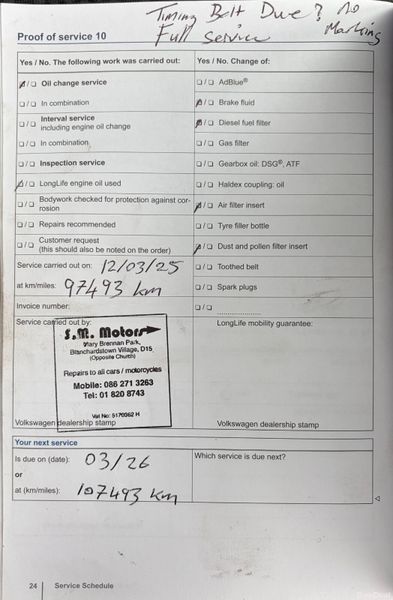 Timing Belt Due? No
Full Service Marking
Proof of service 10
Yes / No. The following work was carried out:
☑/☐ Oil change service
☐/☐ In combination
☐/☐ Interval service
including engine oil change
☐/☐ In combination
☐/☐ Inspection service
☑/☐ LongLife engine oil used
☐/☐ Bodywork checked for protection against cor-
rosion
☐/☐ Repairs recommended
☐/☐ Customer request
(this should also be noted on the order)
Service carried out on: 12/03/25
at km/miles: 97493 km
Invoice number:
Service carried out by:
S.M. Motors
Mary Brennan Park,
Blanchardstown Village, D15
(Opposite Church)
Repairs to all cars / motorcycles
Mobile: 086 271 3263
Tel: 01 820 8743
Vat No: 5170362 H
Volkswagen dealership stamp
Yes / No. Change of:
☐/☐ AdBlue®
☑/☐ Brake fluid
☑/☐ Diesel fuel filter
☐/☐ Gas filter
☐/☐ Gearbox oil: DSG®, ATF
☐/☐ Haldex coupling: oil
☑/☐ Air filter insert
☐/☐ Tyre filler bottle
☑/☐ Dust and pollen filter insert
☐/☐ Toothed belt
☐/☐ Spark plugs
☐/☐ ....................
LongLife mobility guarantee:
Volkswagen dealership stamp
Your next service
Is due on (date): 03/26
or
at (km/miles): 107493 km
Which service is due next?
24 Service Schedule